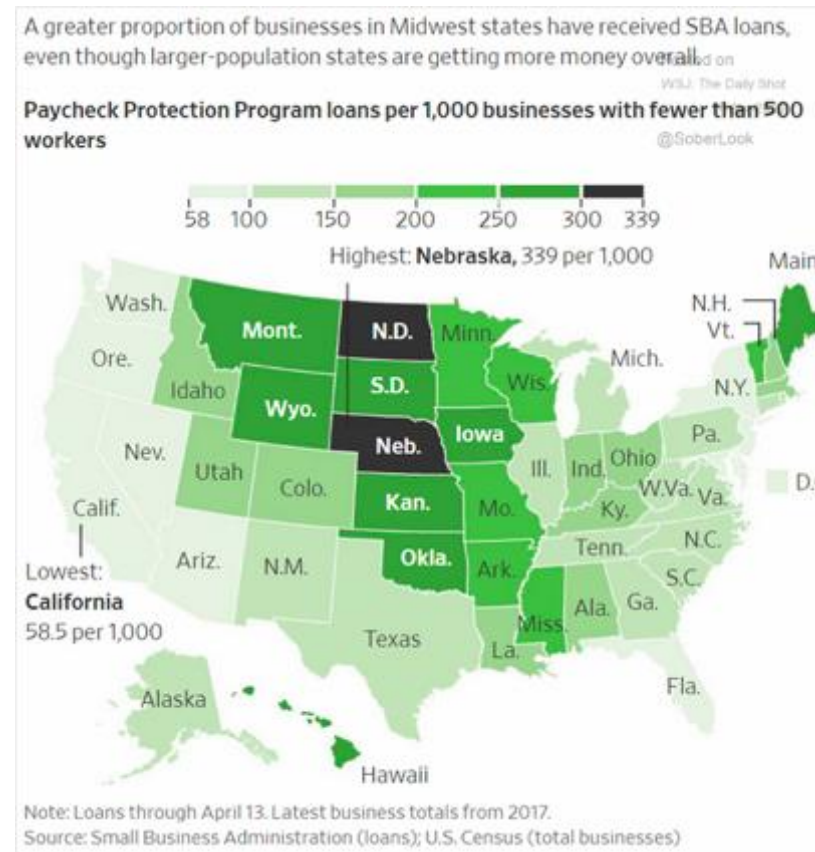 A greater proportion of businesses in Midwest states have received SBA loans,
even though larger-population states are getting more money overall.
Posted on
WSJ: The Daily Shot
Paycheck Protection Program loans per 1,000 businesses with fewer than 500
workers
@SoberLook
58 100 150 200 250 300 339
Highest: Nebraska, 339 per 1,000
Main
Wash.
N.H.
Mont.
N.D.
Minn.
Vt.
Ore.
Mich.
Idaho
S.D.
Wis.
N.Y.
Wyo.
Neb.
Iowa
Pa.
Nev.
Utah
Colo.
Ill.
Ind.
Ohio
D.
Calif.
Kan.
Mo.
Ky.
W.Va.
Va.
Ariz.
N.M.
Okla.
Ark.
Tenn.
N.C.
Lowest:
California
58.5 per 1,000
Texas
La.
Miss.
Ala.
Ga.
S.C.
Fla.
Alaska
Hawaii
Note: Loans through April 13. Latest business totals from 2017.
Source: Small Business Administration (loans); U.S. Census (total businesses)